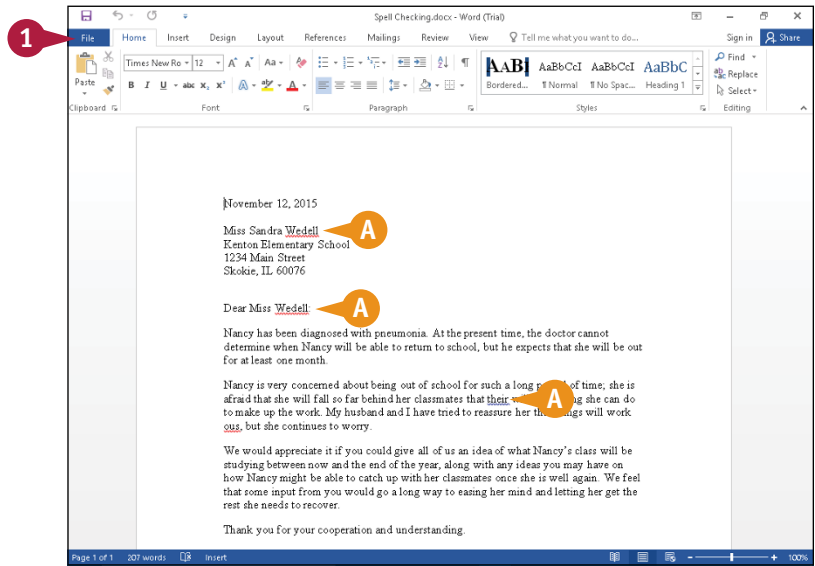 Spell Checking.docx - Word (Trial)
1
File Home Insert Design Layout References Mailings Review View Tell me what you want to do... Sign in Share
Times New Ro 12 A A Aa AaBl AaBbCcI AaBbCcI AaBbC Find
Paste B I U abc x₂ x² A A Replace
Bordered... ¶ Normal ¶ No Spac... Heading 1 Select
Clipboard Font Paragraph Styles Editing
November 12, 2015
Miss Sandra Wedell A
Kenton Elementary School
1234 Main Street
Skokie, IL 60076
Dear Miss Wedell: A
Nancy has been diagnosed with pneumonia. At the present time, the doctor cannot
determine when Nancy will be able to return to school, but he expects that she will be out
for at least one month.
Nancy is very concerned about being out of school for such a long of time; she is
afraid that she will fall so far behind her classmates that their A she can do
to make up the work. My husband and I have tried to reassure her will work
ous, but she continues to worry.
We would appreciate it if you could give all of us an idea of what Nancy's class will be
studying between now and the end of the year, along with any ideas you may have on
how Nancy might be able to catch up with her classmates once she is well again. We feel
that some input from you would go a long way to easing her mind and letting her get the
rest she needs to recover.
Thank you for your cooperation and understanding.
Page 1 of 1 207 words Insert 100%